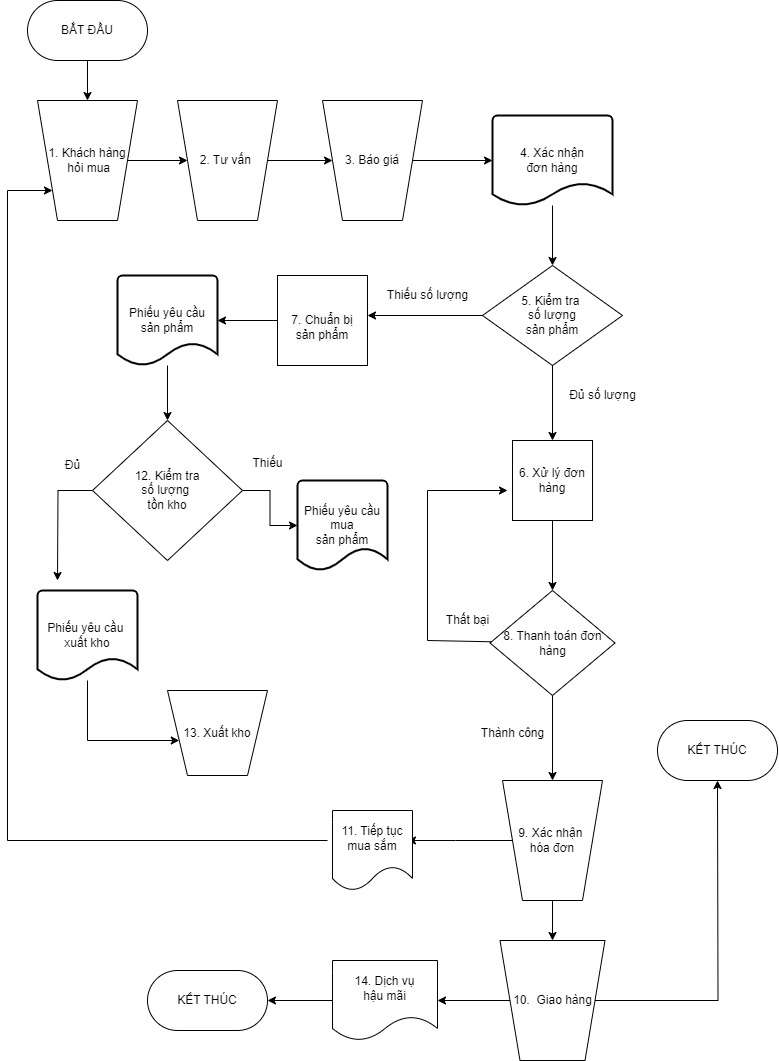 BẮT ĐẦU
1. Khách hàng
hỏi mua
2. Tư vấn
3. Báo giá
4. Xác nhận
đơn hàng
5. Kiểm tra
số lượng
sản phẩm
Thiếu số lượng
7. Chuẩn bị
sản phẩm
Phiếu yêu cầu
sản phẩm
Đủ số lượng
6. Xử lý đơn
hàng
12. Kiểm tra
số lượng
tồn kho
Đủ
Thiếu
Phiếu yêu cầu
mua
sản phẩm
Phiếu yêu cầu
xuất kho
13. Xuất kho
Thất bại
8. Thanh toán đơn
hàng
Thành công
KẾT THÚC
9. Xác nhận
hóa đơn
11. Tiếp tục
mua sắm
10. Giao hàng
14. Dịch vụ
hậu mãi
KẾT THÚC